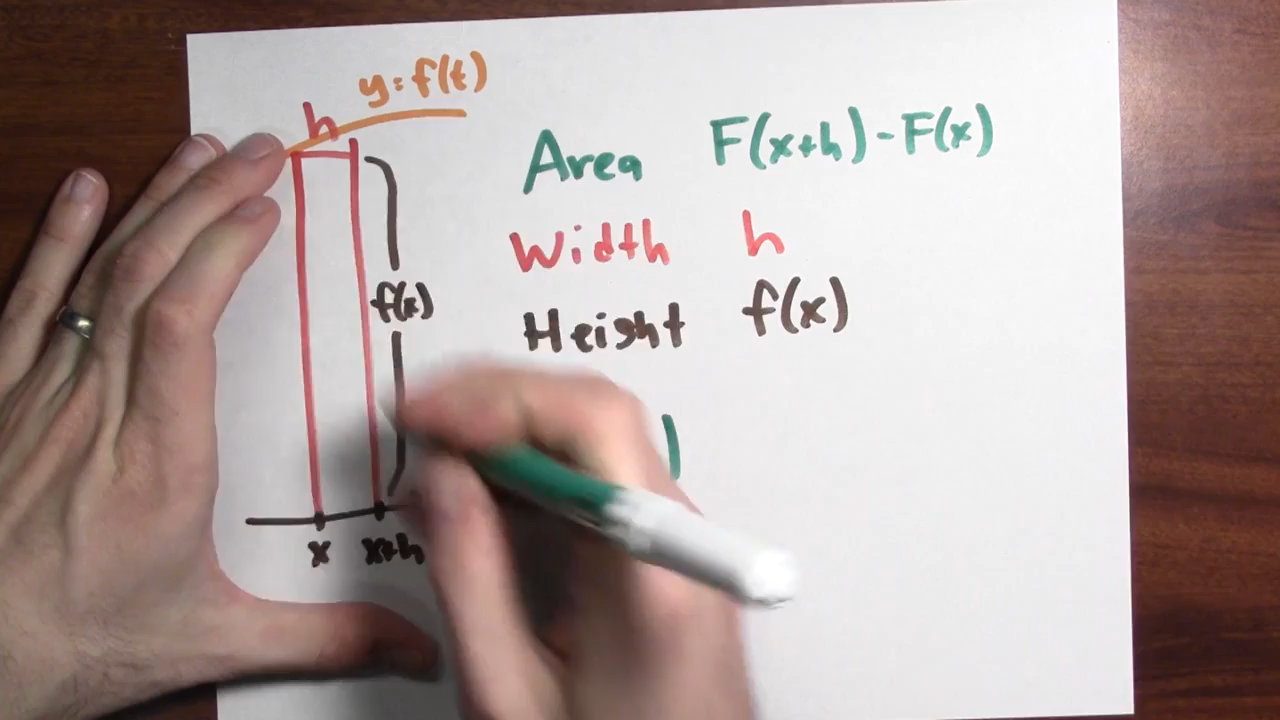 y=f(t)
h
Area F(x+h)-F(x)
Width h
Height f(x)
f(x)
x x+h